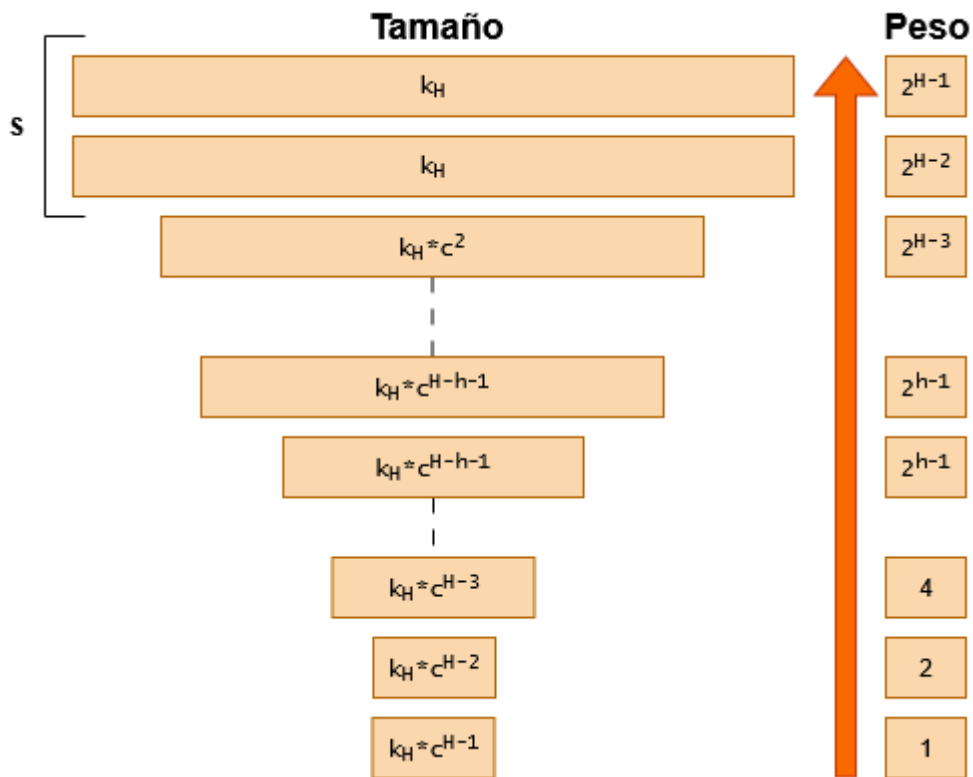 Tamaño Peso
k_H 2^{H-1}
s
k_H 2^{H-2}
k_H*c^2 2^{H-3}
k_H*c^{H-h-1} 2^{h-1}
k_H*c^{H-h-1} 2^{h-1}
k_H*c^{H-3} 4
k_H*c^{H-2} 2
k_H*c^{H-1} 1